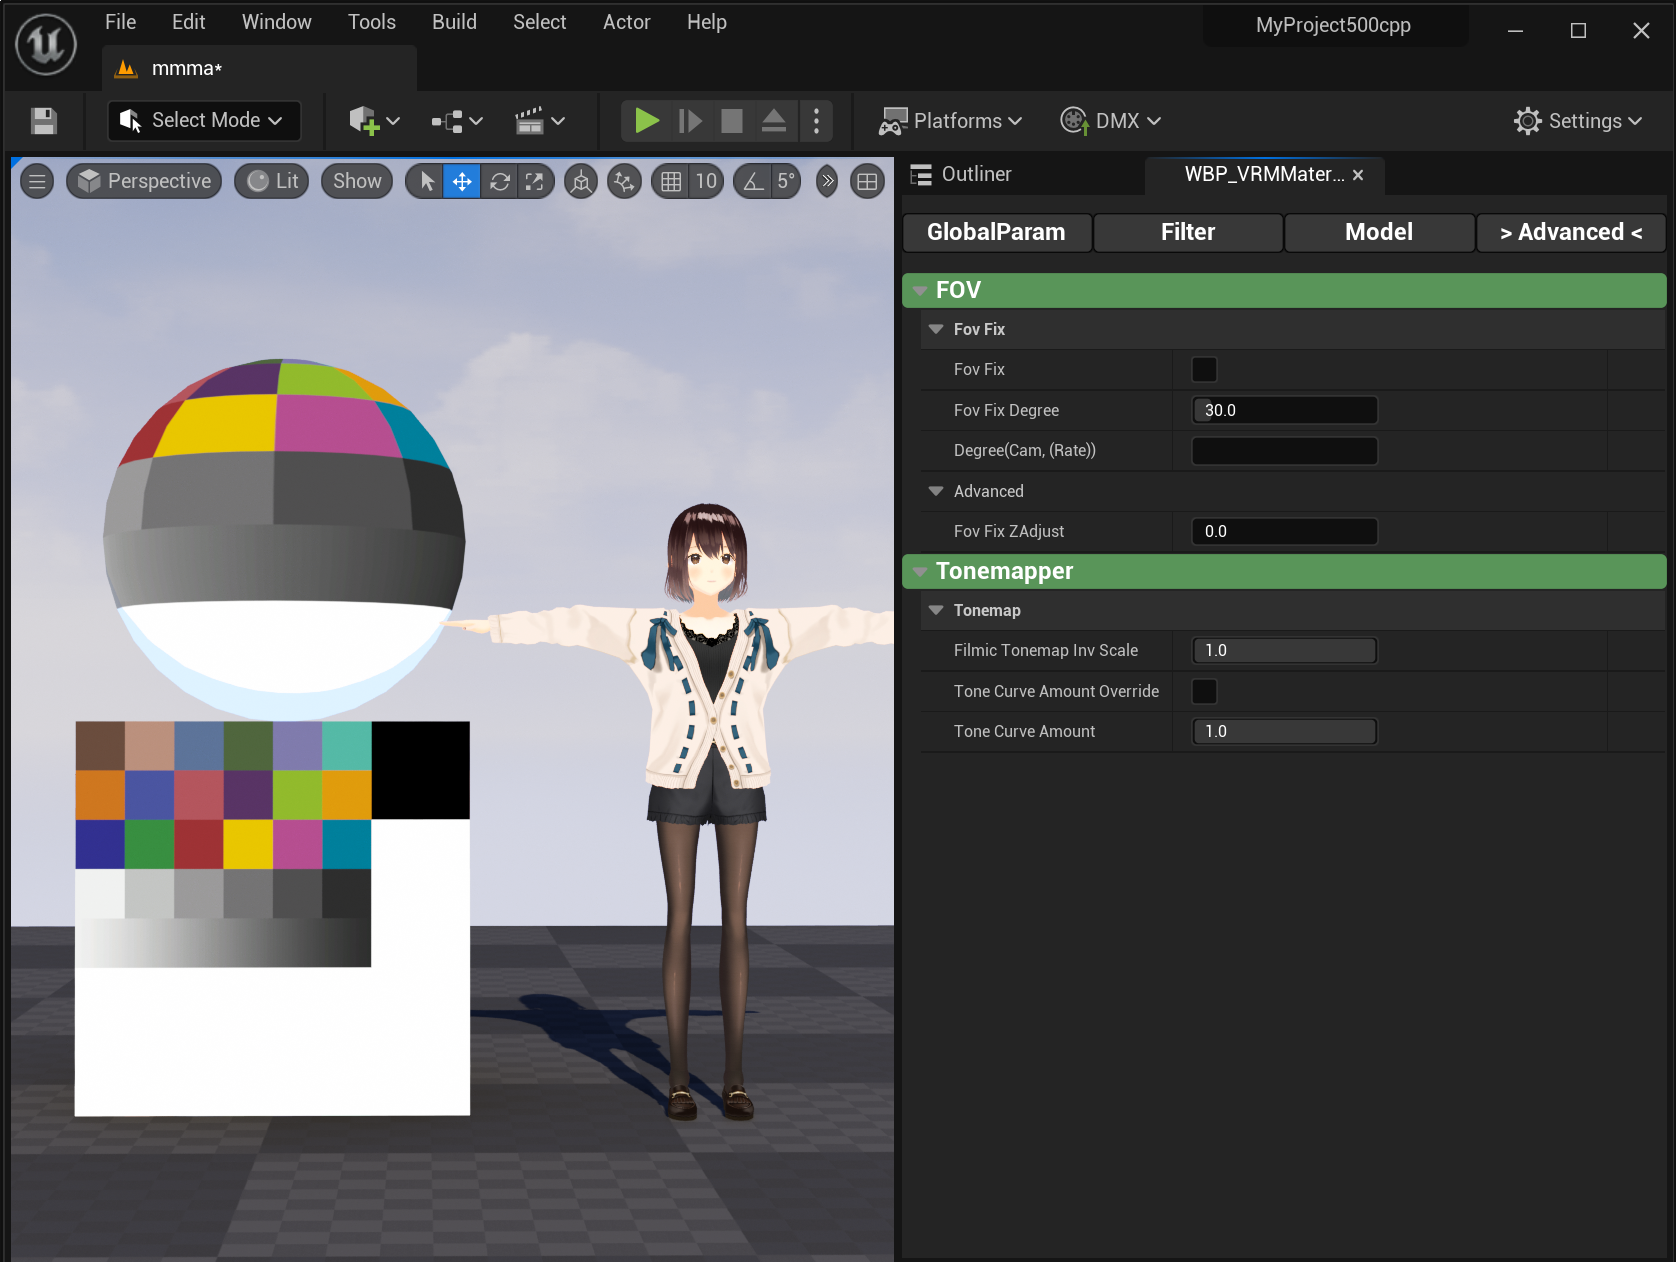 File Edit Window Tools Build Select Actor Help
MyProject500cpp
mmma*
Select Mode
Platforms
DMX
Settings
Perspective
Lit
Show
10
5°
Outliner
WBP_VRMMater...
GlobalParam
Filter
Model
> Advanced <
FOV
Fov Fix
Fov Fix
Fov Fix Degree
30.0
Degree(Cam, (Rate))
Advanced
Fov Fix ZAdjust
0.0
Tonemapper
Tonemap
Filmic Tonemap Inv Scale
1.0
Tone Curve Amount Override
Tone Curve Amount
1.0